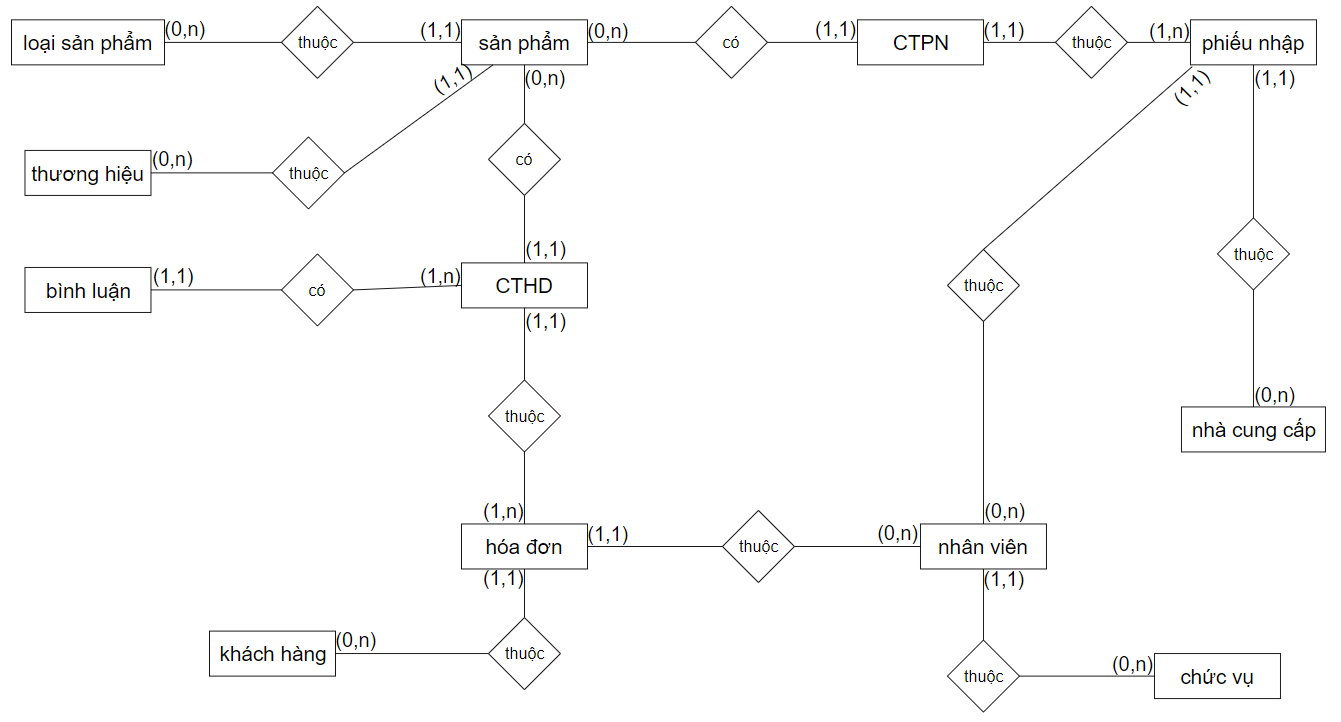 loại sản phẩm
(0,n)
thuộc
(1,1)
sản phẩm
(0,n)
có
(1,1)
CTPN
(1,1)
thuộc
(1,n)
phiếu nhập
(1,1)
(0,n)
(1,1)
(1,1)
thương hiệu
(0,n)
thuộc
có
(1,1)
bình luận
(1,1)
có
(1,n)
CTHD
(1,1)
thuộc
thuộc
thuộc
(0,n)
nhà cung cấp
(1,n)
hóa đơn
(1,1)
thuộc
(0,n)
(0,n)
nhân viên
(1,1)
(1,1)
khách hàng
(0,n)
thuộc
thuộc
(0,n)
chức vụ